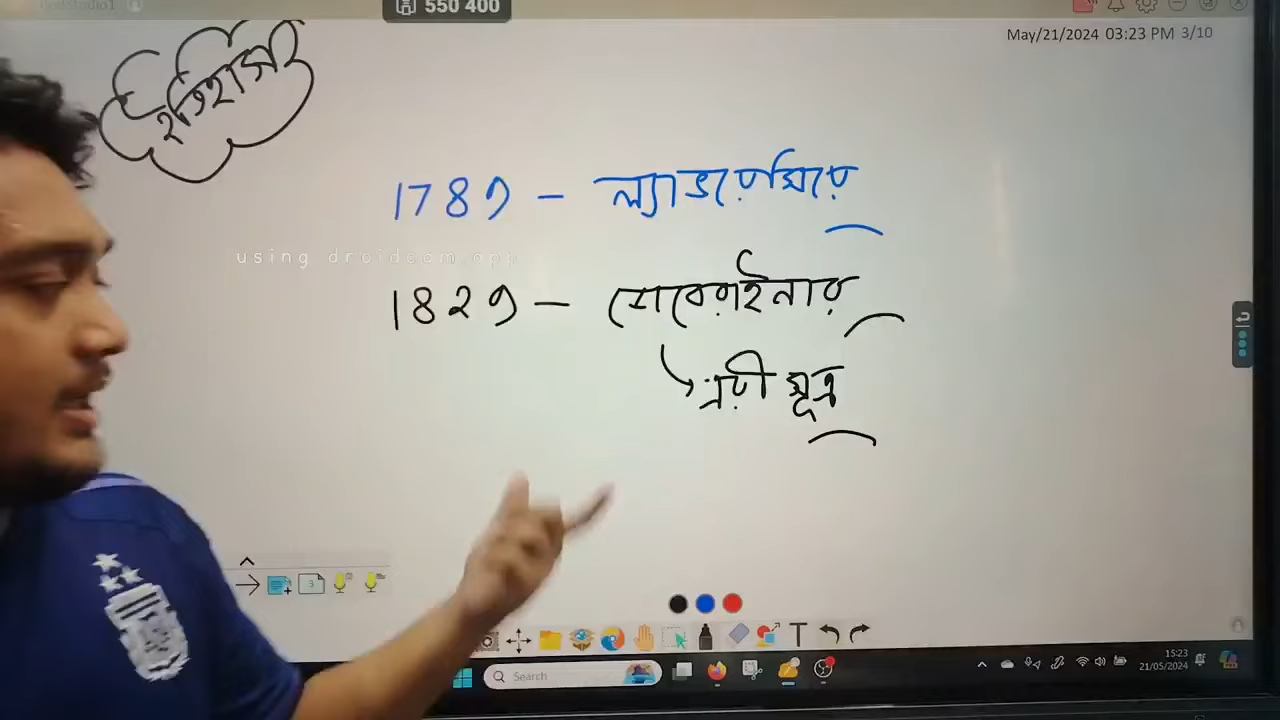 550 400
May/21/2024 03:23 PM 3/10
ইতিহাসঃ
1789 – ল্যাভয়েসিয়ে
using droidcam app
1829 – ডোবেরাইনার
ত্রয়ী সূত্র
3
T
Search
15:23
21/05/2024